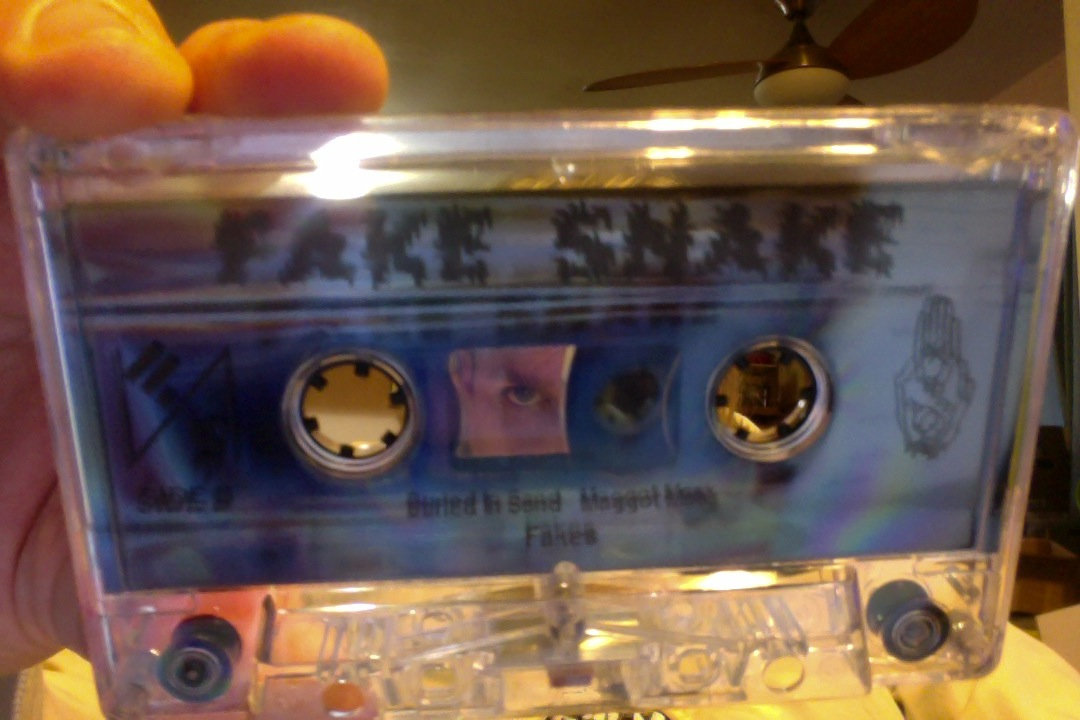 FAKE SHAKE
SIDE B
Buried In Sand Maggot Moon
Fakes